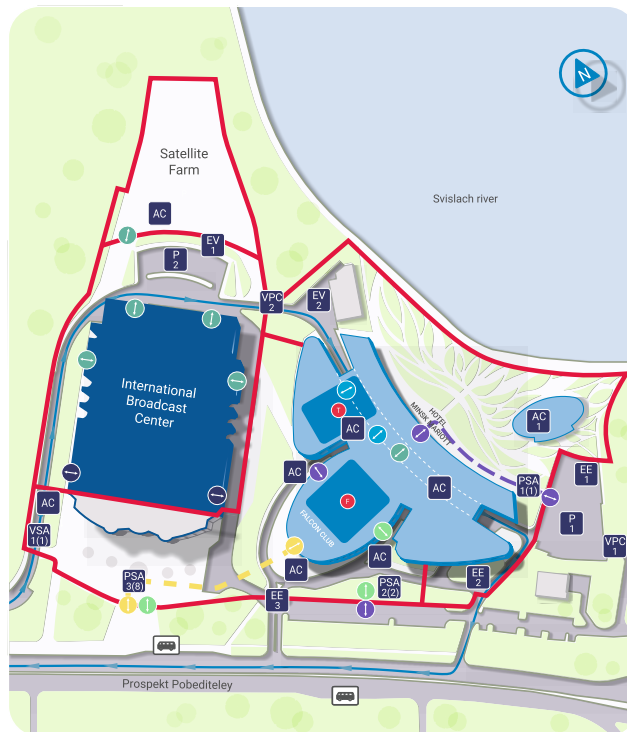 N
Satellite
Farm
Svislach river
AC
EV
1
P
2
VPC
2
EV
2
International
Broadcast
Center
HOTEL
MINSK MARIOTT
T
AC
AC
1
AC
AC
PSA
1(1)
EE
1
F
FALCON CLUB
P
1
VPC
1
AC
VSA
1(1)
AC
AC
PSA
3(8)
PSA
2(2)
EE
2
EE
3
Prospekt Pobediteley